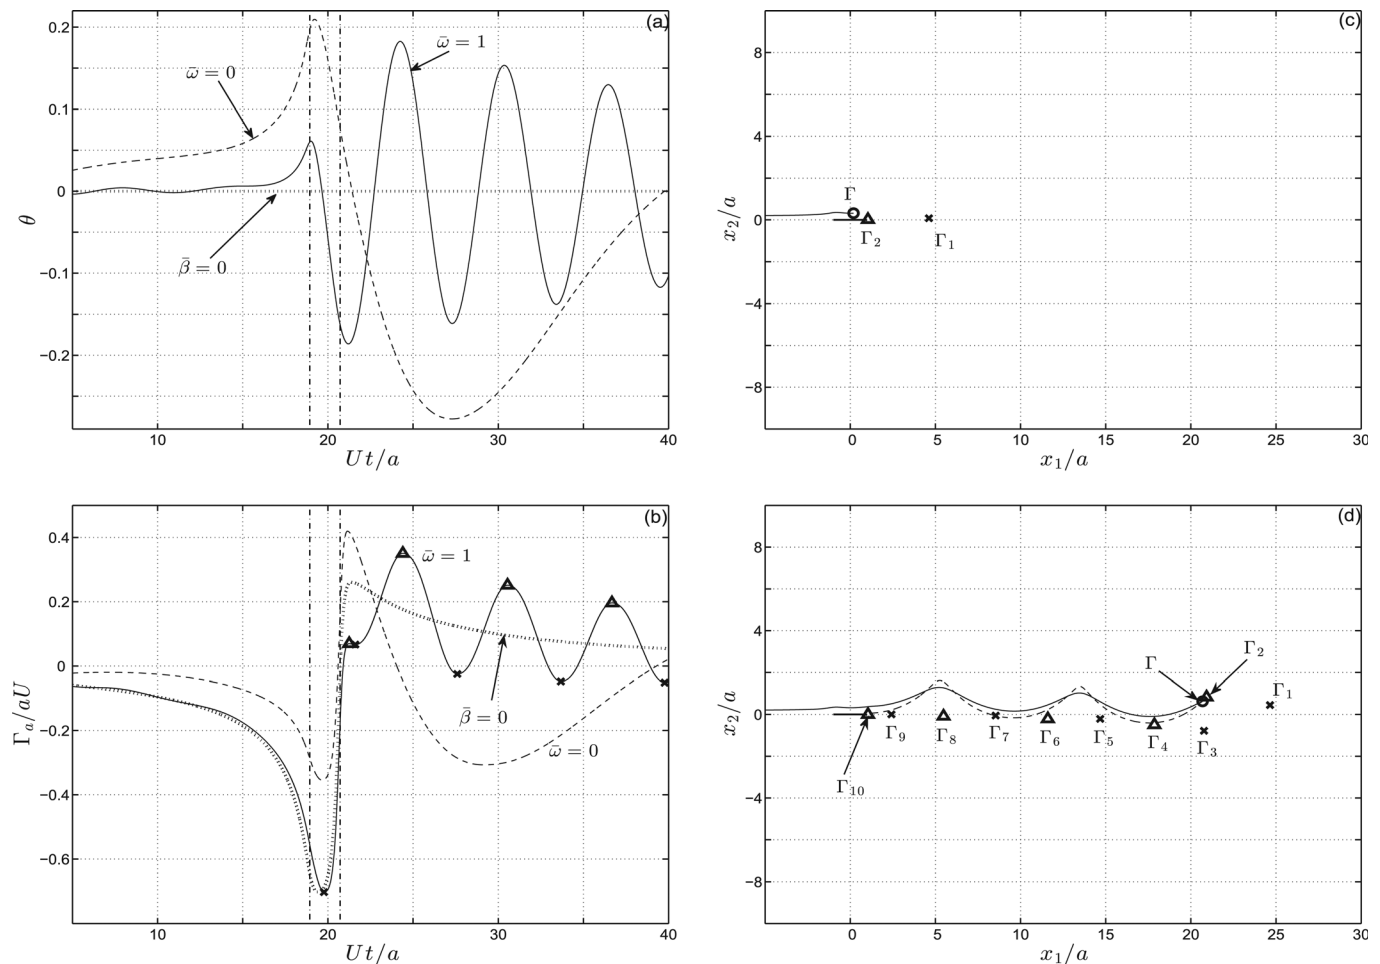 (a)
0.2
0.1
0
−0.1
−0.2
θ
ω̄ = 0
ω̄ = 1
β̄ = 0
10
20
30
40
Ut/a
(c)
8
4
0
−4
−8
x₂/a
Γ
Γ₂
Γ₁
0
5
10
15
20
25
30
x₁/a
(b)
0.4
0.2
0
−0.2
−0.4
−0.6
Γₐ/aU
ω̄ = 1
β̄ = 0
ω̄ = 0
10
20
30
40
Ut/a
(d)
8
4
0
−4
−8
x₂/a
Γ
Γ₂
Γ₁
Γ₉
Γ₈
Γ₇
Γ₆
Γ₅
Γ₄
Γ₃
Γ₁₀
0
5
10
15
20
25
30
x₁/a